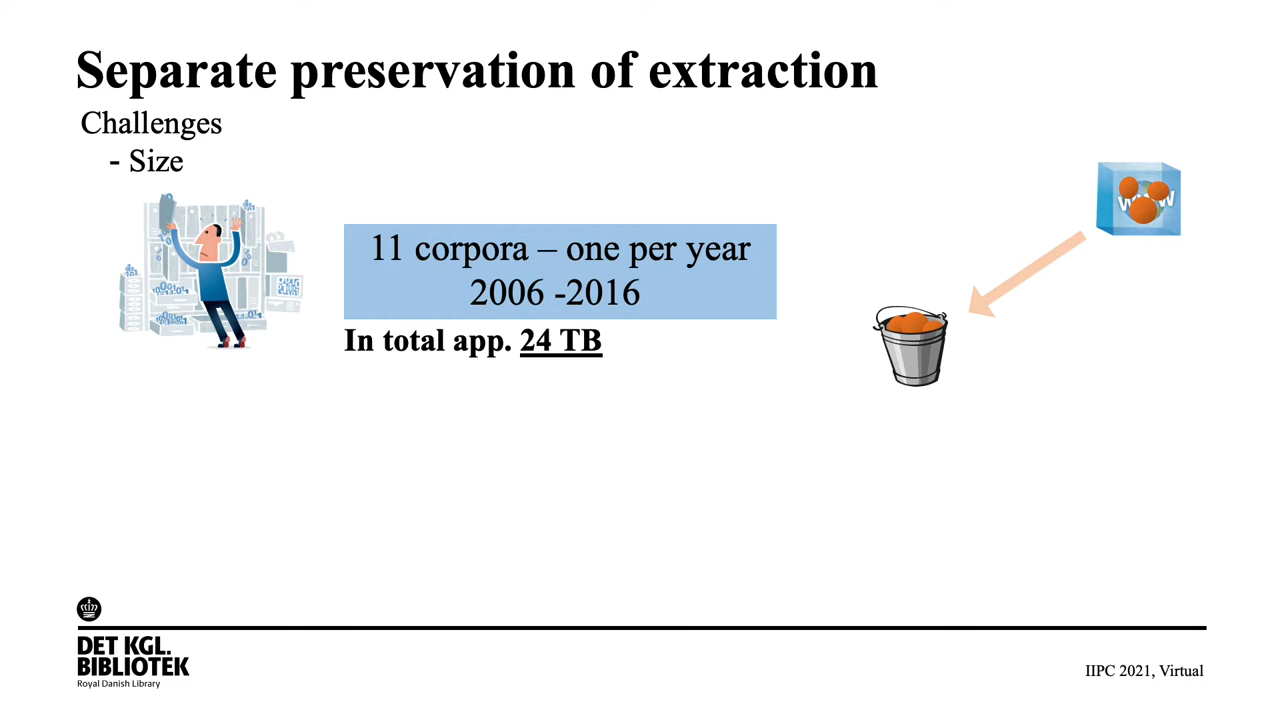 Separate preservation of extraction
Challenges
- Size
11 corpora – one per year
2006 -2016
In total app. 24 TB
WWW
DET KGL.
BIBLIOTEK
Royal Danish Library
IIPC 2021, Virtual